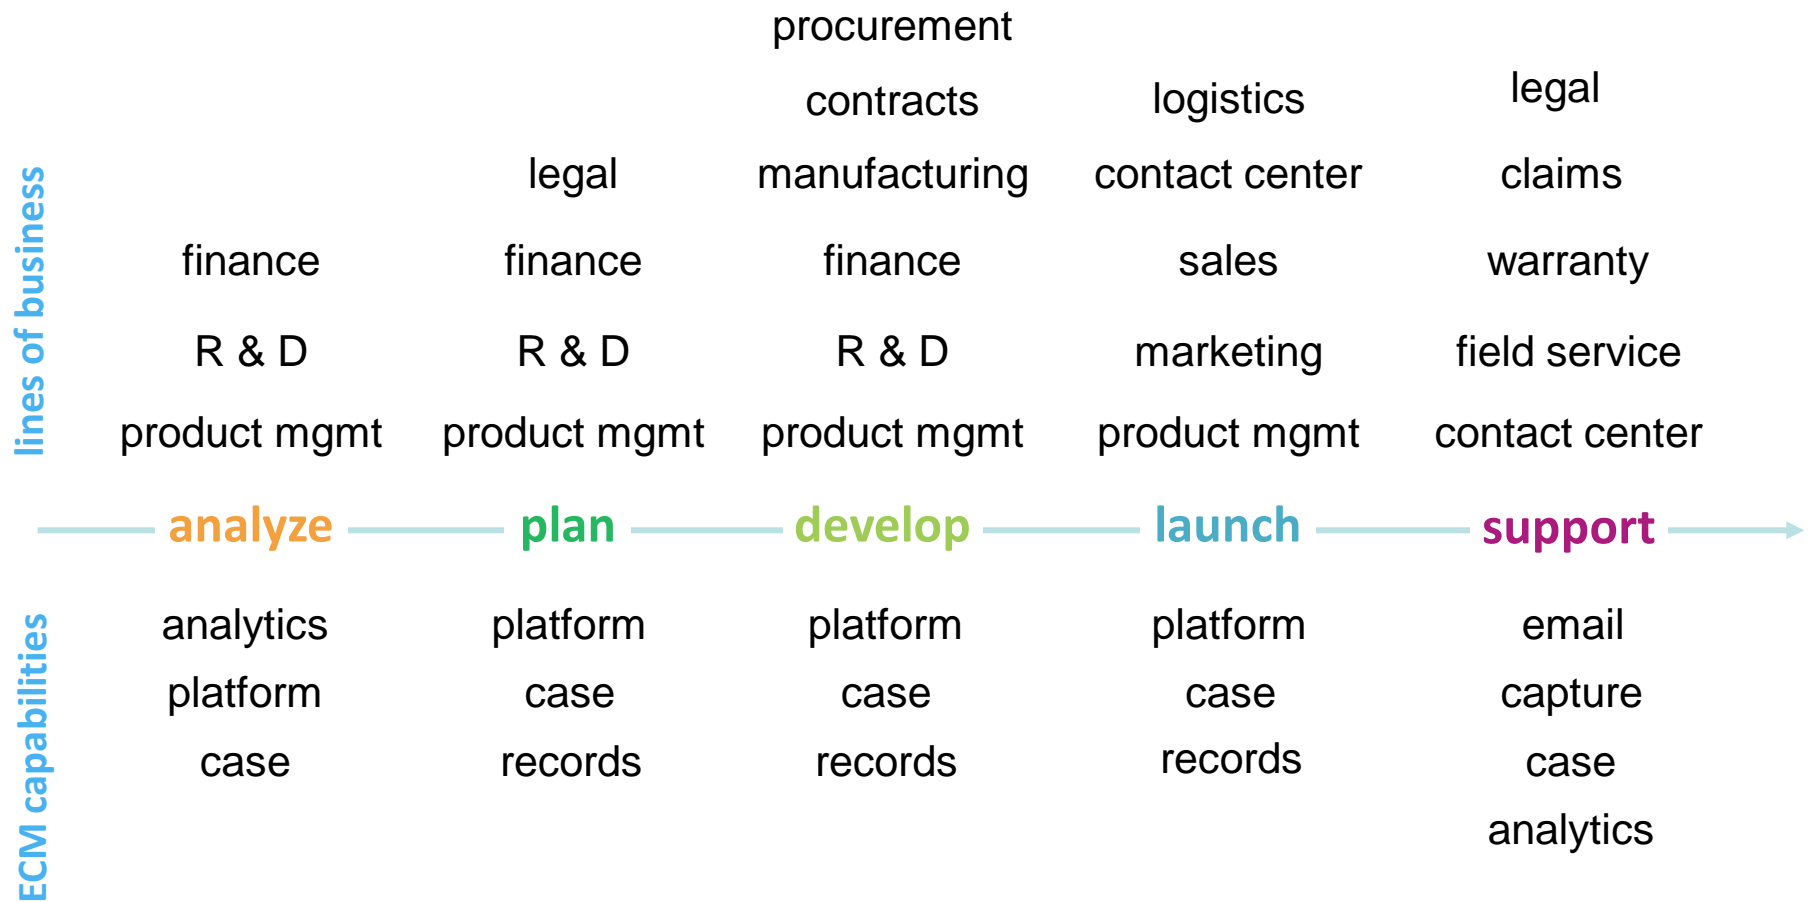 procurement
contracts logistics legal
legal manufacturing contact center claims
finance finance finance sales warranty
R & D R & D R & D marketing field service
product mgmt product mgmt product mgmt product mgmt contact center
lines of business
analyze plan develop launch support
analytics platform platform platform email
platform case case case capture
case records records records case
analytics
ECM capabilities